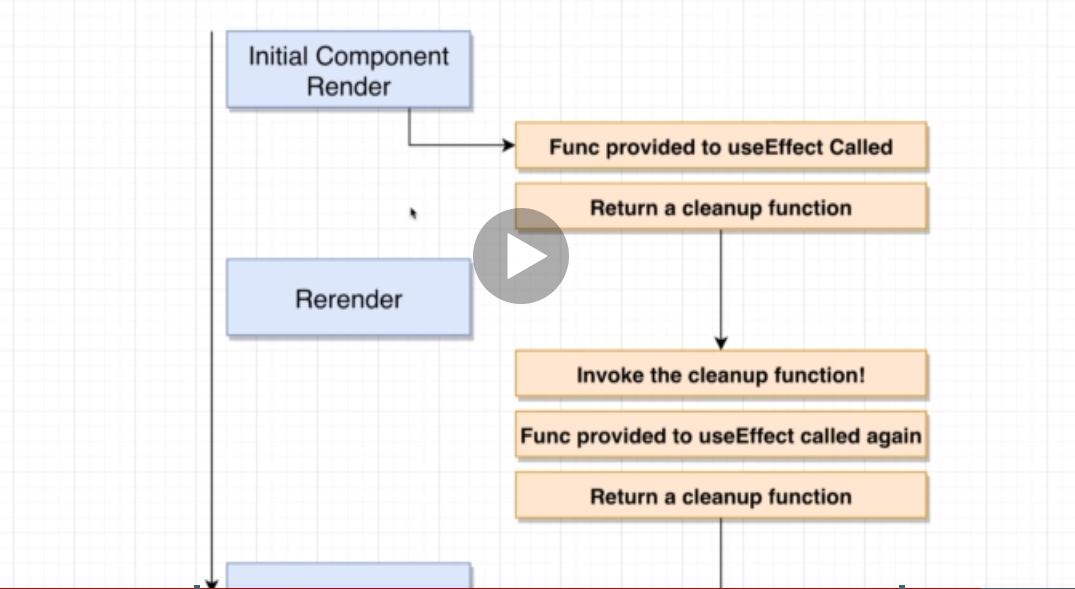 Initial Component
Render
Func provided to useEffect Called
Return a cleanup function
Rerender
Invoke the cleanup function!
Func provided to useEffect called again
Return a cleanup function